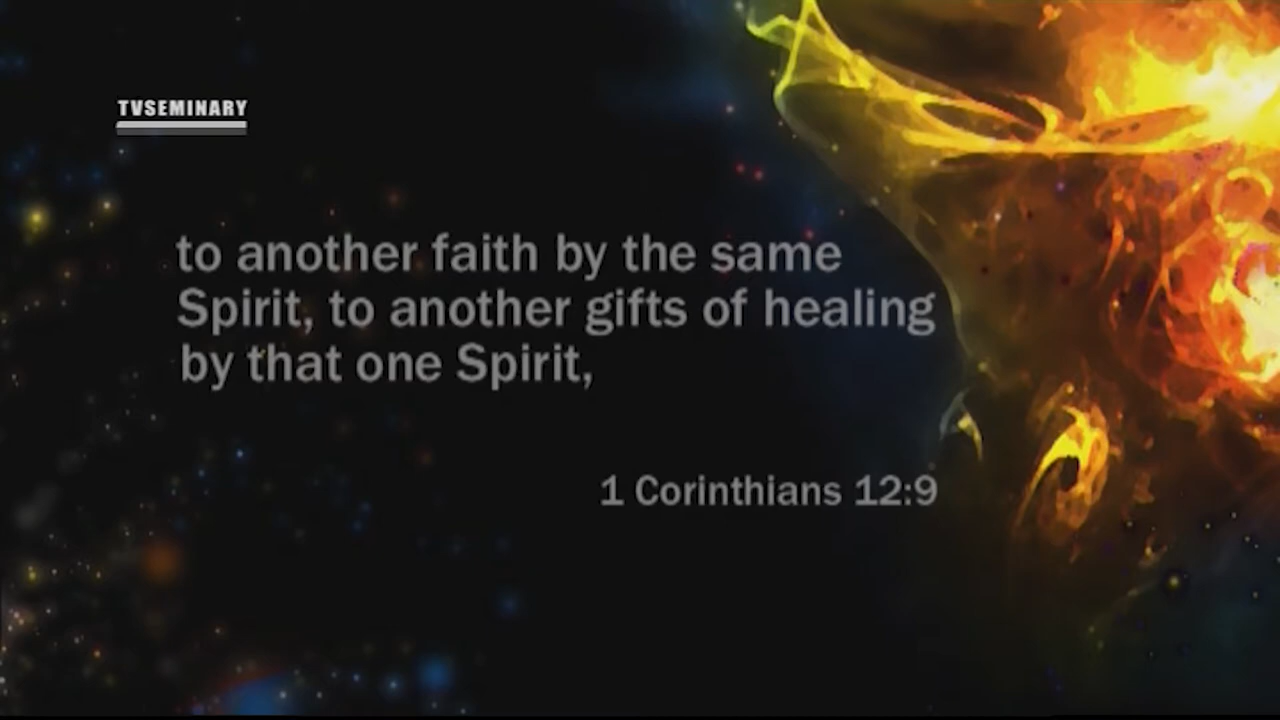 TVSEMINARY
to another faith by the same
Spirit, to another gifts of healing
by that one Spirit,
1 Corinthians 12:9